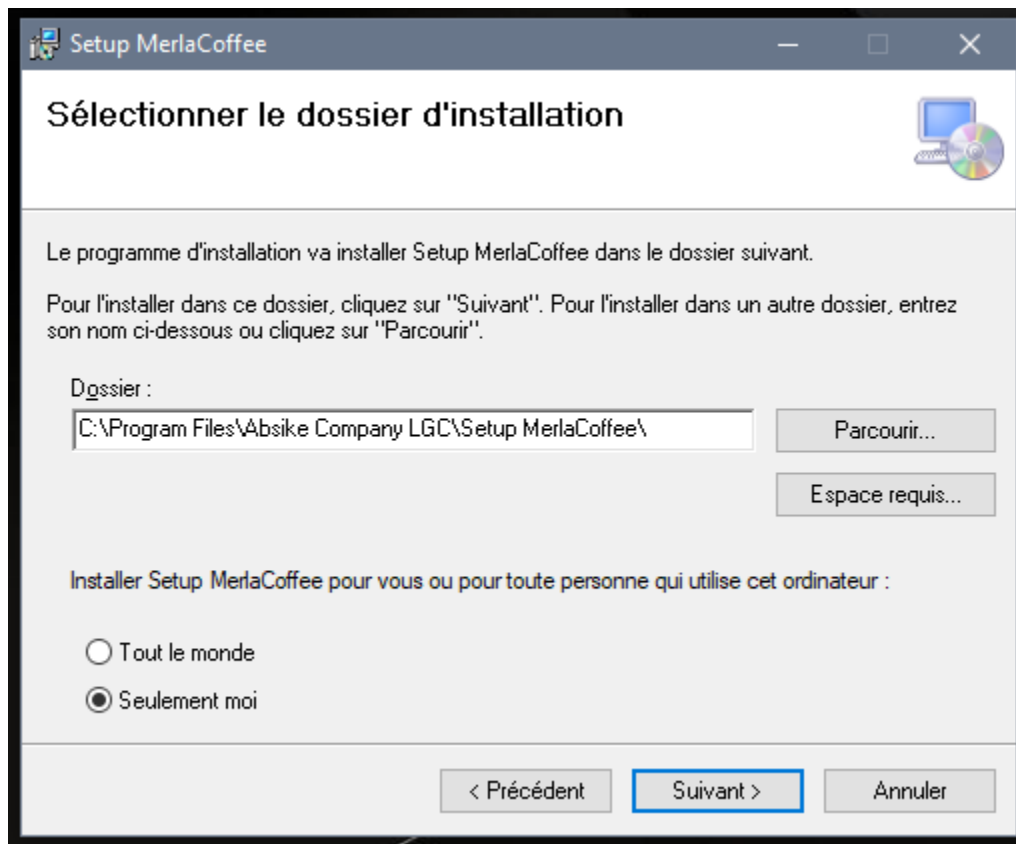 Setup MerlaCoffee
Sélectionner le dossier d'installation
Le programme d'installation va installer Setup MerlaCoffee dans le dossier suivant.
Pour l'installer dans ce dossier, cliquez sur "Suivant". Pour l'installer dans un autre dossier, entrez
son nom ci-dessous ou cliquez sur "Parcourir".
Dossier :
C:\Program Files\Absike Company LGC\Setup MerlaCoffee\
Parcourir...
Espace requis...
Installer Setup MerlaCoffee pour vous ou pour toute personne qui utilise cet ordinateur :
Tout le monde
Seulement moi
< Précédent
Suivant >
Annuler